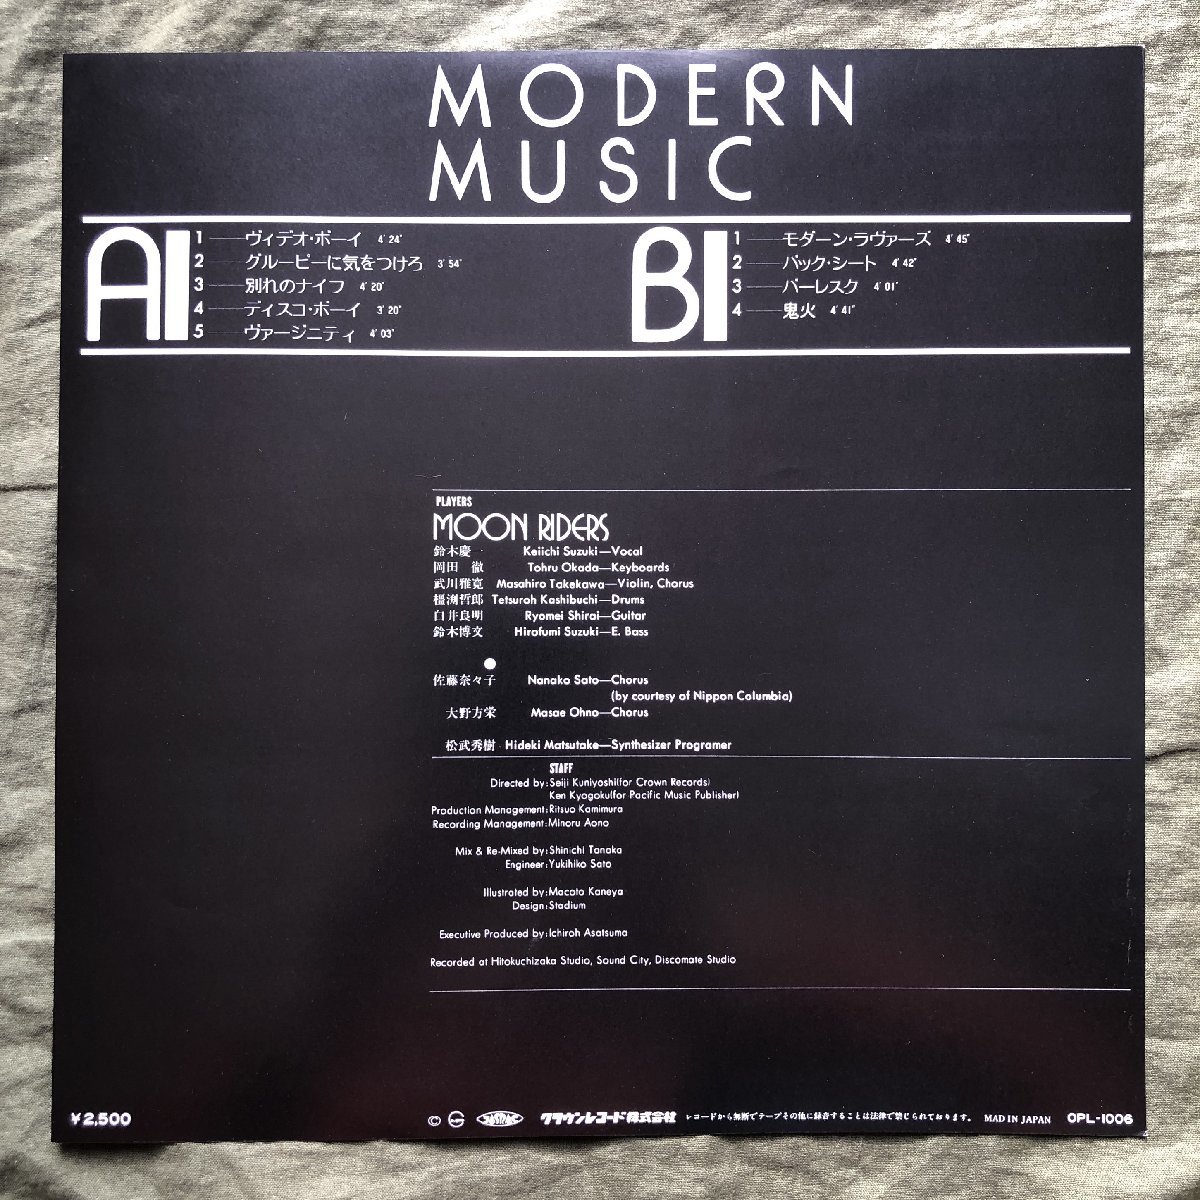 MODERN
MUSIC
A
1 ヴィデオ・ボーイ 4'24"
2 グルーピーに気をつけろ 3'54"
3 別れのナイフ 4'20"
4 ディスコ・ボーイ 3'20"
5 ヴァージニティ 4'03"
B
1 モダーン・ラヴァーズ 4'45"
2 バック・シート 4'42"
3 バーレスク 4'01"
4 鬼火 4'41"
PLAYERS
MOON RIDERS
鈴木慶一 Keiichi Suzuki—Vocal
岡田 徹 Tohru Okada—Keyboards
武川雅寛 Masahiro Takekawa—Violin, Chorus
橿渕哲郎 Tetsuroh Kashibuchi—Drums
白井良明 Ryomei Shirai—Guitar
鈴木博文 Hirofumi Suzuki—E. Bass
佐藤奈々子 Nanako Sato—Chorus
(by courtesy of Nippon Columbia)
大野方栄 Masae Ohno—Chorus
松武秀樹 Hideki Matsutake—Synthesizer Programer
STAFF
Directed by: Seiji Kuniyoshi(for Crown Records)
Ken Kyogoku(for Pacific Music Publisher)
Production Management: Ritsuo Kamimura
Recording Management: Minoru Aono
Mix & Re-Mixed by: Shinichi Tanaka
Engineer: Yukihiko Sato
Illustrated by: Macoto Kaneya
Design: Stadium
Executive Produced by: Ichiroh Asatsuma
Recorded at Hitokuchizaka Studio, Sound City, Discomate Studio
¥2,500
© クラウンレコード株式会社 レコードから無断でテープその他に録音することは法律で禁じられております。 MAD IN JAPAN OPL-1006